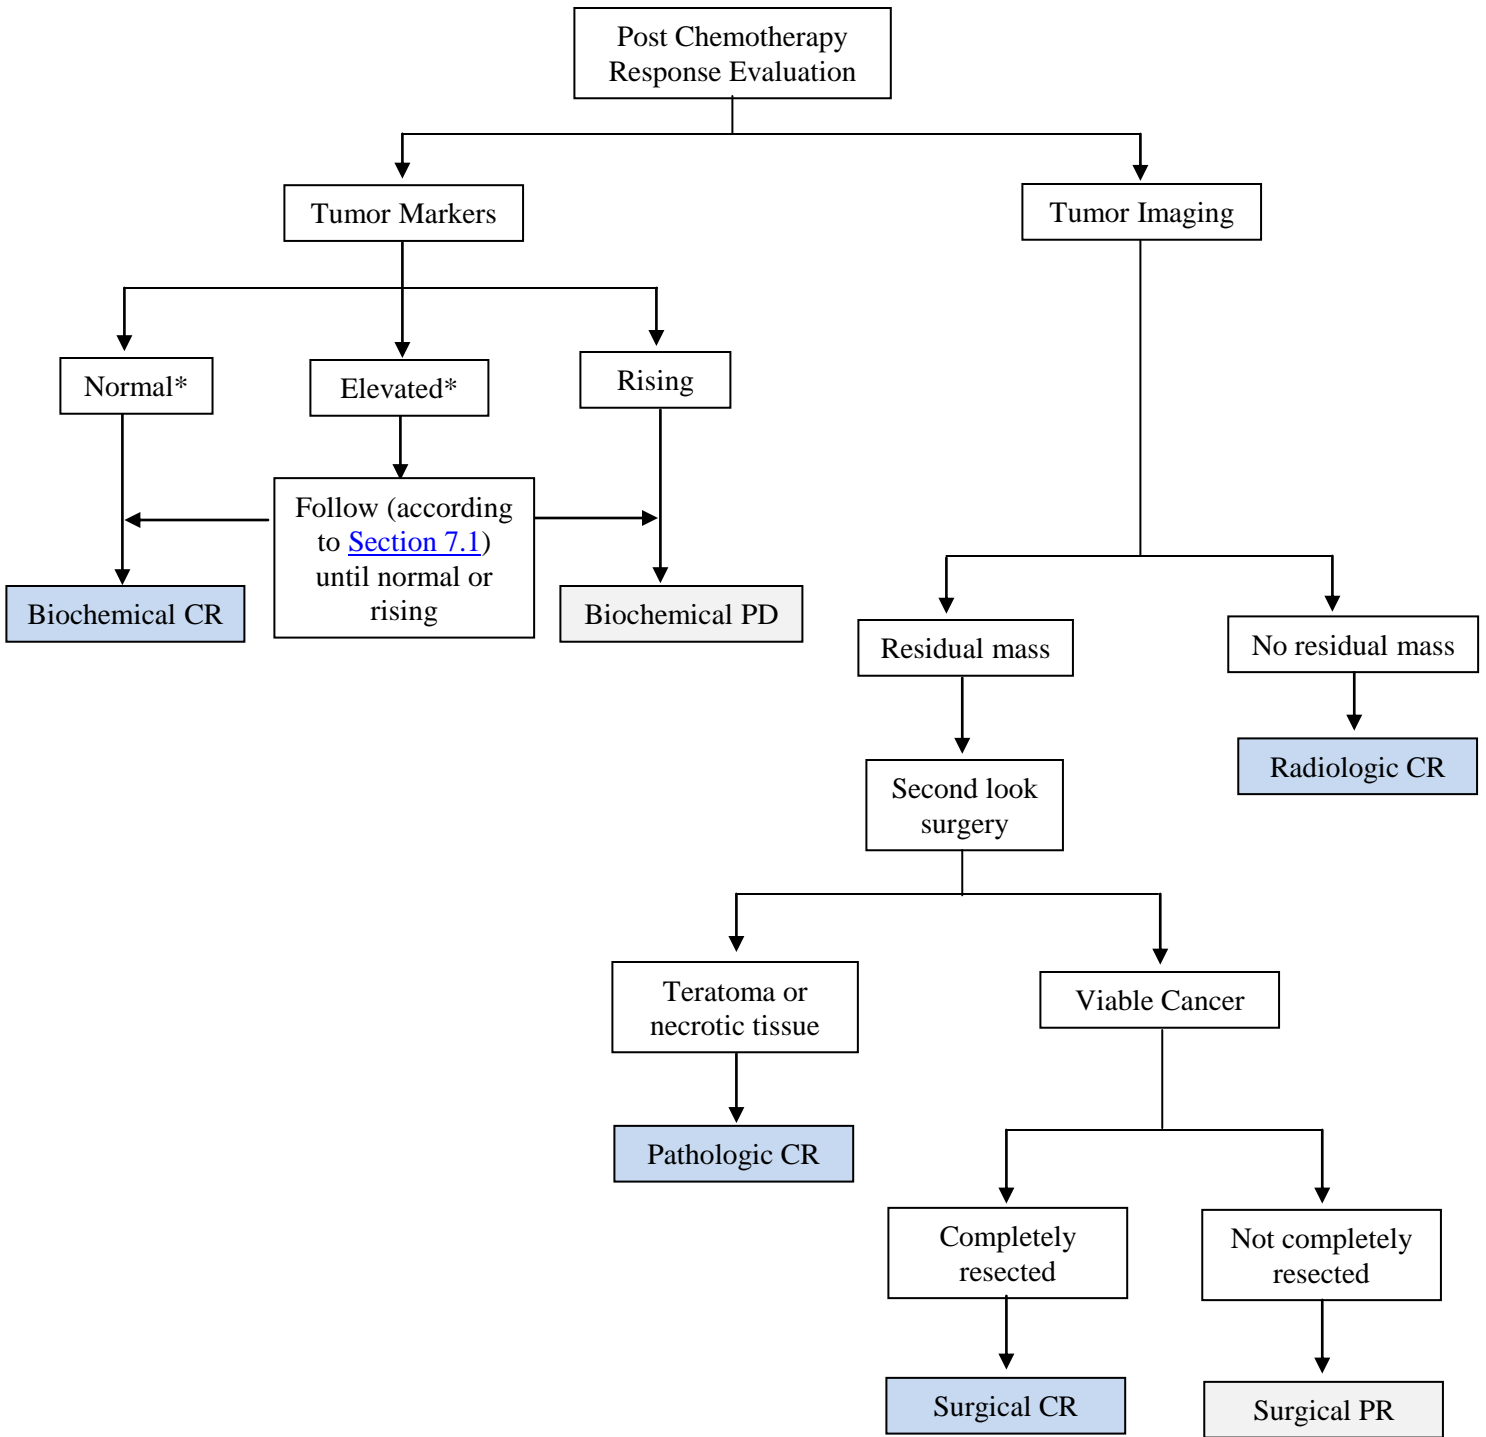 Post Chemotherapy
Response Evaluation
Tumor Markers
Tumor Imaging
Normal*
Elevated*
Rising
Follow (according
to Section 7.1)
until normal or
rising
Biochemical CR
Biochemical PD
Residual mass
No residual mass
Radiologic CR
Second look
surgery
Teratoma or
necrotic tissue
Viable Cancer
Pathologic CR
Completely
resected
Not completely
resected
Surgical CR
Surgical PR